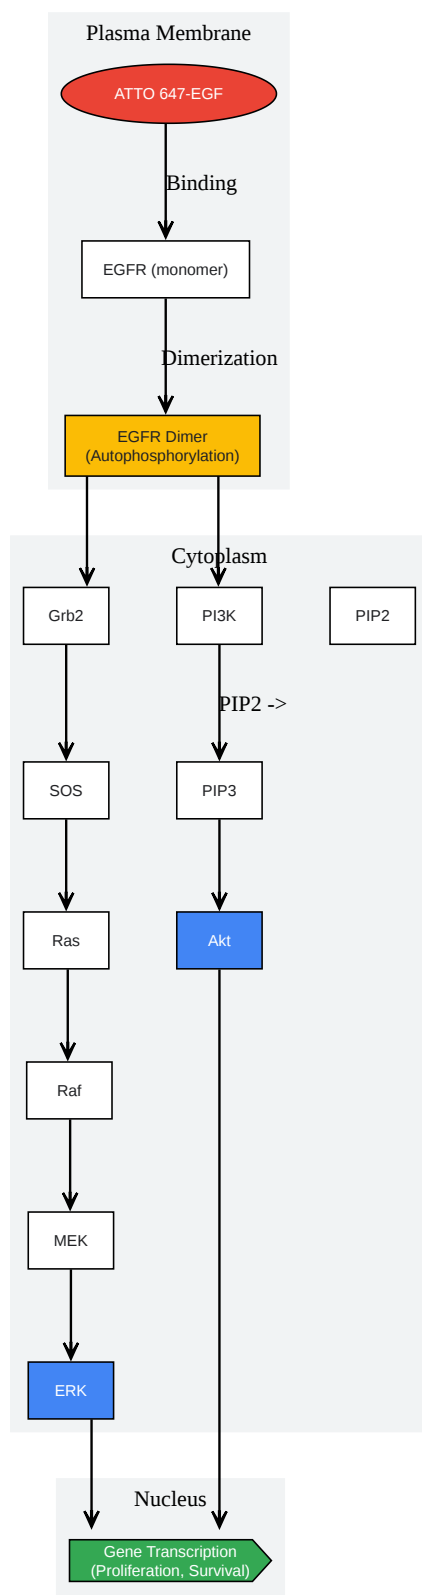 Plasma Membrane
ATTO 647-EGF
Binding
EGFR (monomer)
Dimerization
EGFR Dimer
(Autophosphorylation)
Cytoplasm
Grb2
PI3K
PIP2
PIP2 ->
SOS
PIP3
Ras
Akt
Raf
MEK
ERK
Nucleus
Gene Transcription
(Proliferation, Survival)